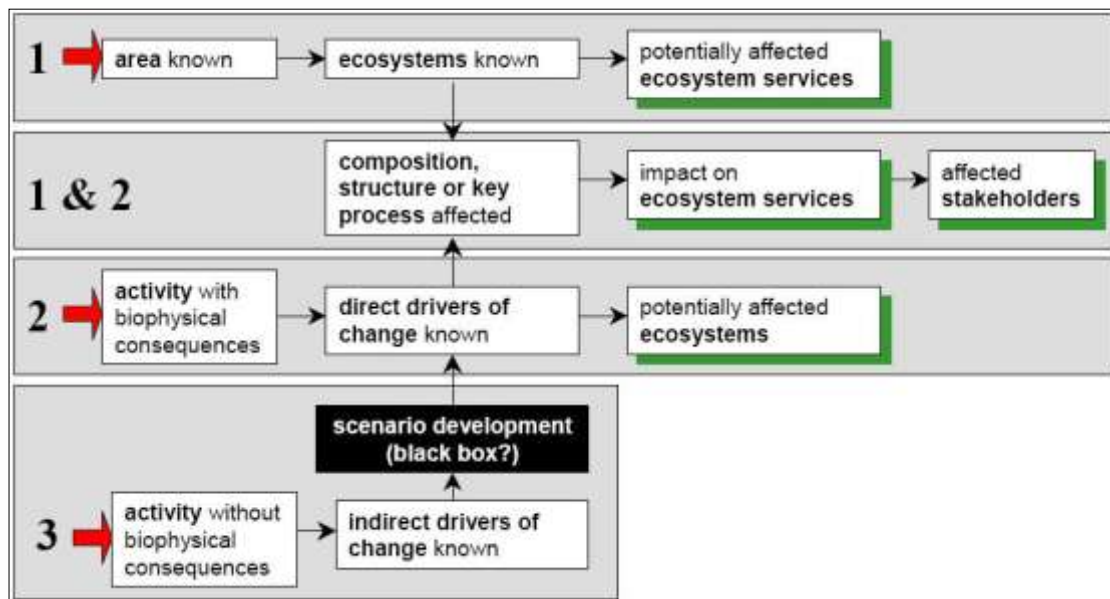 1
area known
ecosystems known
potentially affected
ecosystem services
1 & 2
composition,
structure or key
process affected
impact on
ecosystem services
affected
stakeholders
2
activity with
biophysical
consequences
direct drivers of
change known
potentially affected
ecosystems
scenario development
(black box?)
3
activity without
biophysical
consequences
indirect drivers of
change known